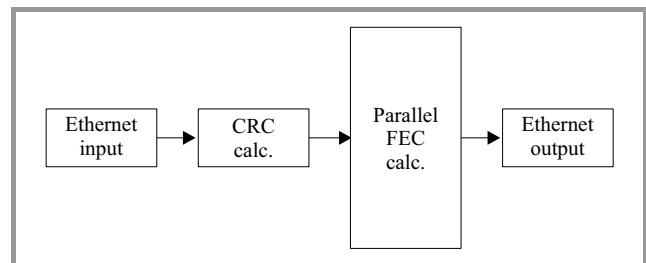 Ethernet
input
CRC
calc.
Parallel
FEC
calc.
Ethernet
output